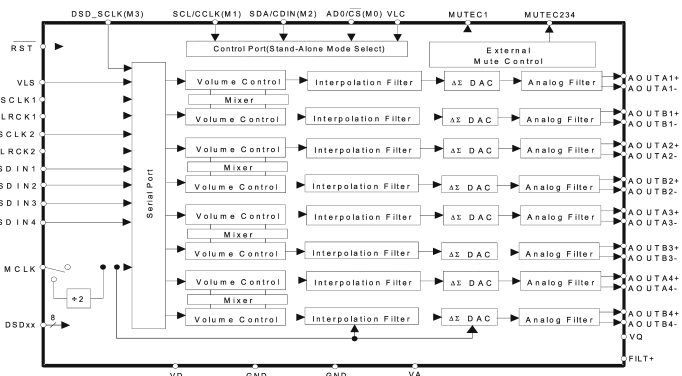 DSD_SCLK(M3) SCL/CCLK(M1) SDA/CDIN(M2) AD0/CS(M0) VLC MUTEC1 MUTEC234
RST
Control Port(Stand-Alone Mode Select)
External
Mute Control
VLS
SCLK1
LRCK1
SCLK2
LRCK2
SDIN1
SDIN2
SDIN3
SDIN4
MCLK
÷2
DSDxx
8
Serial Port
Volume Control Interpolation Filter ΔΣ DAC Analog Filter AOUTA1+
AOUTA1-
Mixer
Volume Control Interpolation Filter ΔΣ DAC Analog Filter AOUTB1+
AOUTB1-
Volume Control Interpolation Filter ΔΣ DAC Analog Filter AOUTA2+
AOUTA2-
Mixer
Volume Control Interpolation Filter ΔΣ DAC Analog Filter AOUTB2+
AOUTB2-
Volume Control Interpolation Filter ΔΣ DAC Analog Filter AOUTA3+
AOUTA3-
Mixer
Volume Control Interpolation Filter ΔΣ DAC Analog Filter AOUTB3+
AOUTB3-
Volume Control Interpolation Filter ΔΣ DAC Analog Filter AOUTA4+
AOUTA4-
Mixer
Volume Control Interpolation Filter ΔΣ DAC Analog Filter AOUTB4+
AOUTB4-
VQ
FILT+
VD GND GND VA